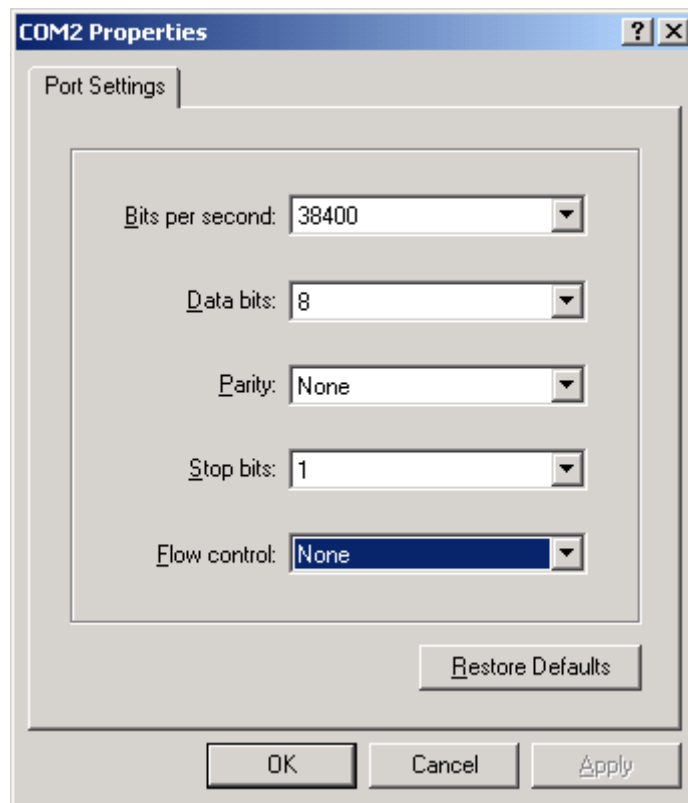 COM2 Properties
Port Settings
Bits per second: 38400
Data bits: 8
Parity: None
Stop bits: 1
Flow control: None
Restore Defaults
OK Cancel Apply